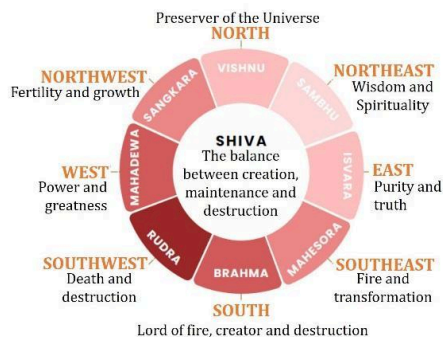 Preserver of the Universe
NORTH
VISHNU
NORTHEAST
Wisdom and
Spirituality
SAMBHU
EAST
Purity and
truth
ISVARA
SOUTHEAST
Fire and
transformation
MAHESORA
SOUTH
Lord of fire, creator and destruction
BRAHMA
SOUTHWEST
Death and
destruction
RUDRA
WEST
Power and
greatness
MAHADEWA
NORTHWEST
Fertility and growth
SANGKARA
SHIVA
The balance
between creation,
maintenance and
destruction